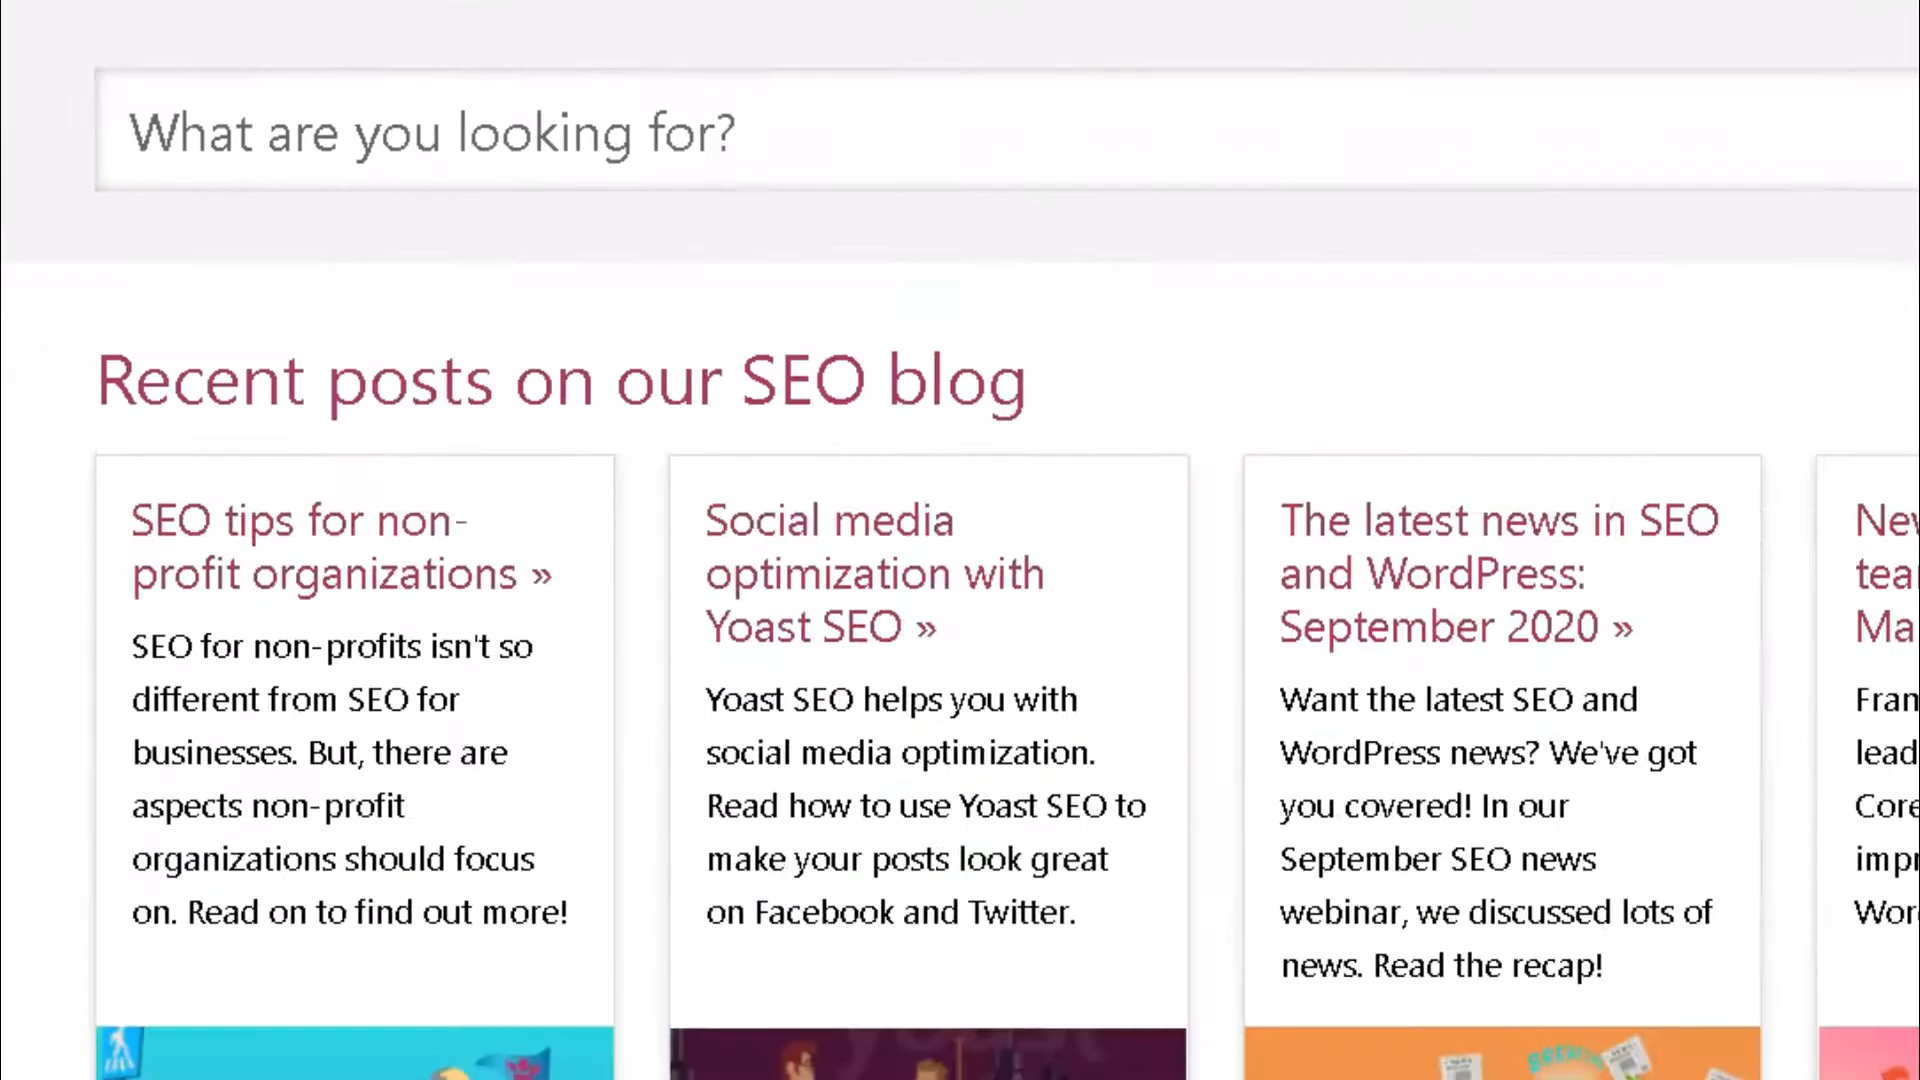 What are you looking for?
Recent posts on our SEO blog
SEO tips for non-
profit organizations »
SEO for non-profits isn't so
different from SEO for
businesses. But, there are
aspects non-profit
organizations should focus
on. Read on to find out more!
Social media
optimization with
Yoast SEO »
Yoast SEO helps you with
social media optimization.
Read how to use Yoast SEO to
make your posts look great
on Facebook and Twitter.
The latest news in SEO
and WordPress:
September 2020 »
Want the latest SEO and
WordPress news? We've got
you covered! In our
September SEO news
webinar, we discussed lots of
news. Read the recap!